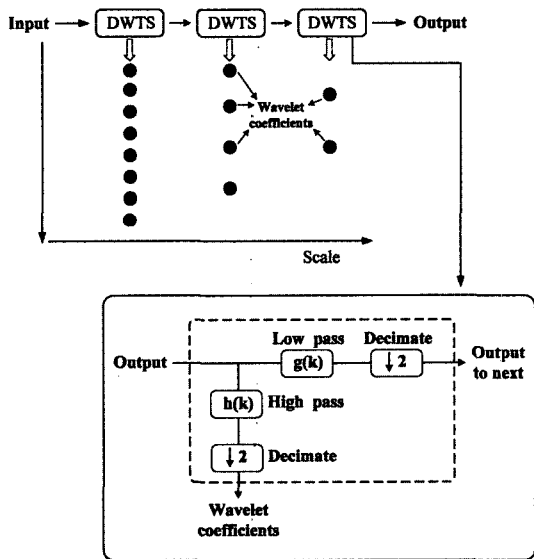 Input DWTS DWTS DWTS Output
Wavelet
coefficients
Scale
Low pass Decimate
Output g(k) ↓ 2 Output
to next
h(k) High pass
↓ 2 Decimate
Wavelet
coefficients